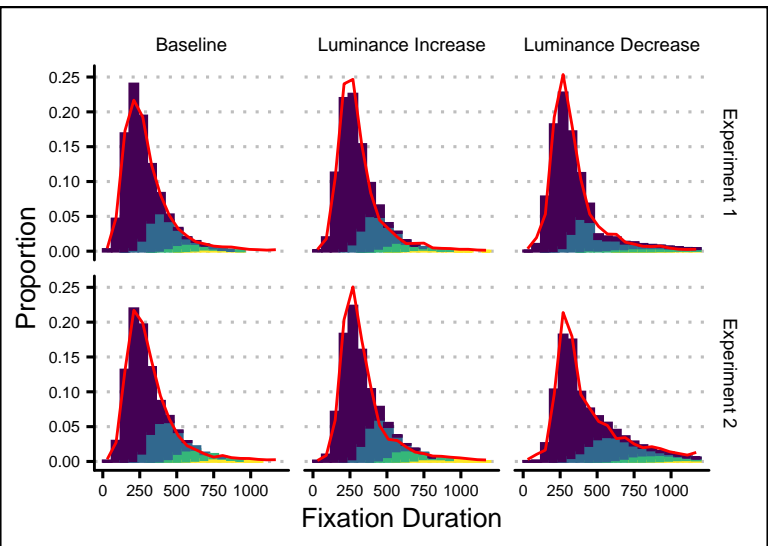 Baseline Luminance Increase Luminance Decrease
0.25
0.20
0.15
0.10
0.05
0.00
Experiment 1
Proportion
0.25
0.20
0.15
0.10
0.05
0.00
Experiment 2
0 250 500 750 1000 0 250 500 750 1000 0 250 500 750 1000
Fixation Duration